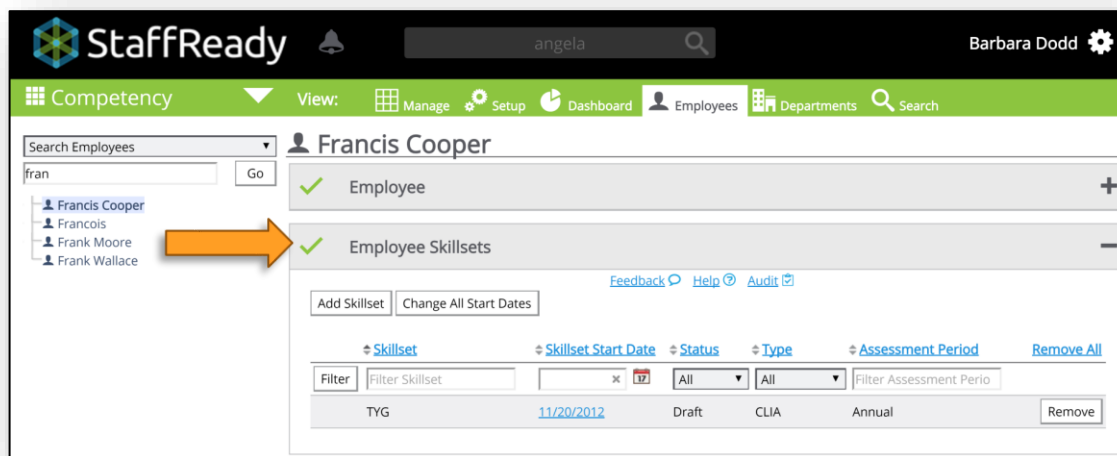 StaffReady
angela
Barbara Dodd
Competency
View:
Manage
Setup
Dashboard
Employees
Departments
Search
Search Employees
fran
Go
Francis Cooper
Francois
Frank Moore
Frank Wallace
Francis Cooper
Employee
Employee Skillsets
Feedback Help Audit
Add Skillset Change All Start Dates
Skillset Skillset Start Date Status Type Assessment Period Remove All
Filter Filter Skillset 17 All All Filter Assessment Perio
TYG 11/20/2012 Draft CLIA Annual Remove